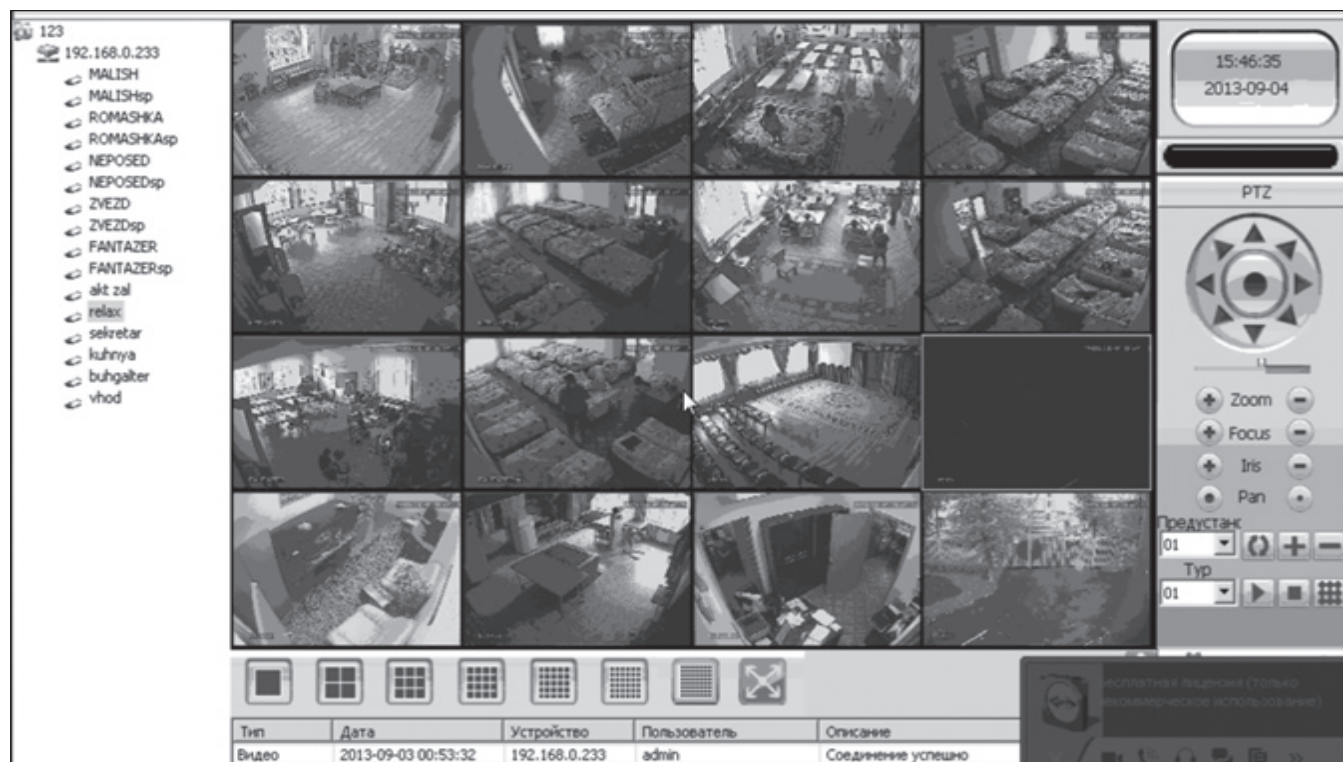 123
192.168.0.233
MALISH
MALISHsp
ROMASHKA
ROMASHKAsp
NEPOSED
NEPOSEDsp
ZVEZD
ZVEZDsp
FANTAZER
FANTAZERsp
akt zal
relax
sekretar
kuhnya
buhgalter
vhod
15:46:35
2013-09-04
PTZ
Zoom
Focus
Iris
Pan
Предустанс
01
Тур
01
Тип Дата Устройство Пользователь Описание
Видео 2013-09-03 00:53:32 192.168.0.233 admin Соединение успешно
бесплатная лицензия (только
некоммерческое использование)